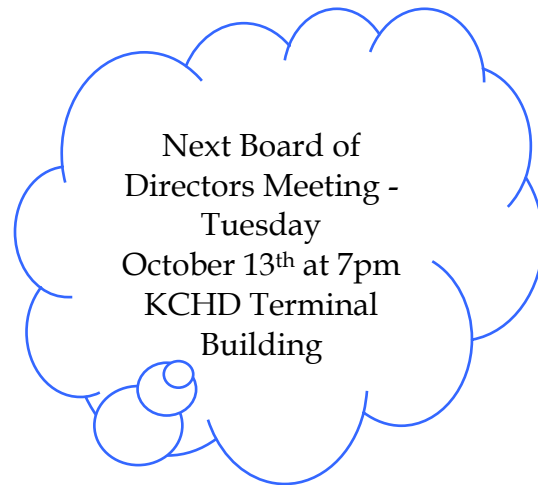 Next Board of
Directors Meeting -
Tuesday
October 13th at 7pm
KCHD Terminal
Building